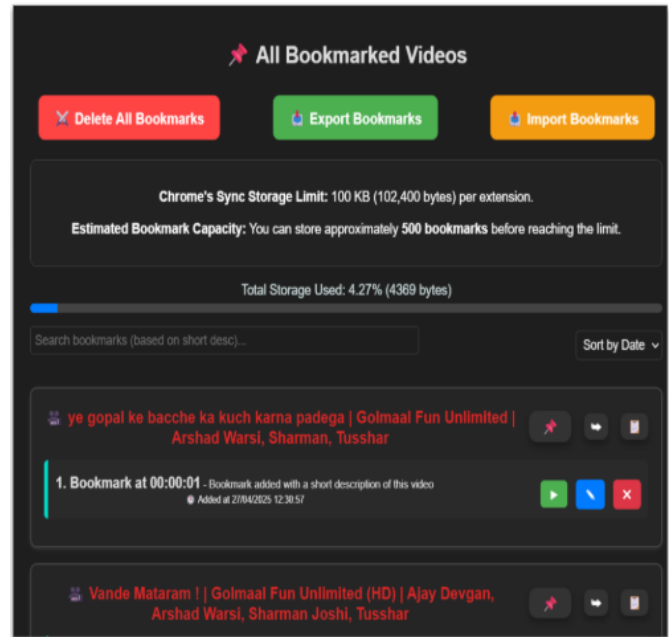 All Bookmarked Videos
Delete All Bookmarks
Export Bookmarks
Import Bookmarks
Chrome's Sync Storage Limit: 100 KB (102,400 bytes) per extension.
Estimated Bookmark Capacity: You can store approximately 500 bookmarks before reaching the limit.
Total Storage Used: 4.27% (4369 bytes)
Search bookmarks (based on short desc)...
Sort by Date
ye gopal ke bacche ka kuch karna padega | Golmaal Fun Unlimited |
Arshad Warsi, Sharman, Tusshar
1. Bookmark at 00:00:01 - Bookmark added with a short description of this video
Added at 27/04/2025 12:30:57
Vande Mataram ! | Golmaal Fun Unlimited (HD) | Ajay Devgan,
Arshad Warsi, Sharman Joshi, Tusshar